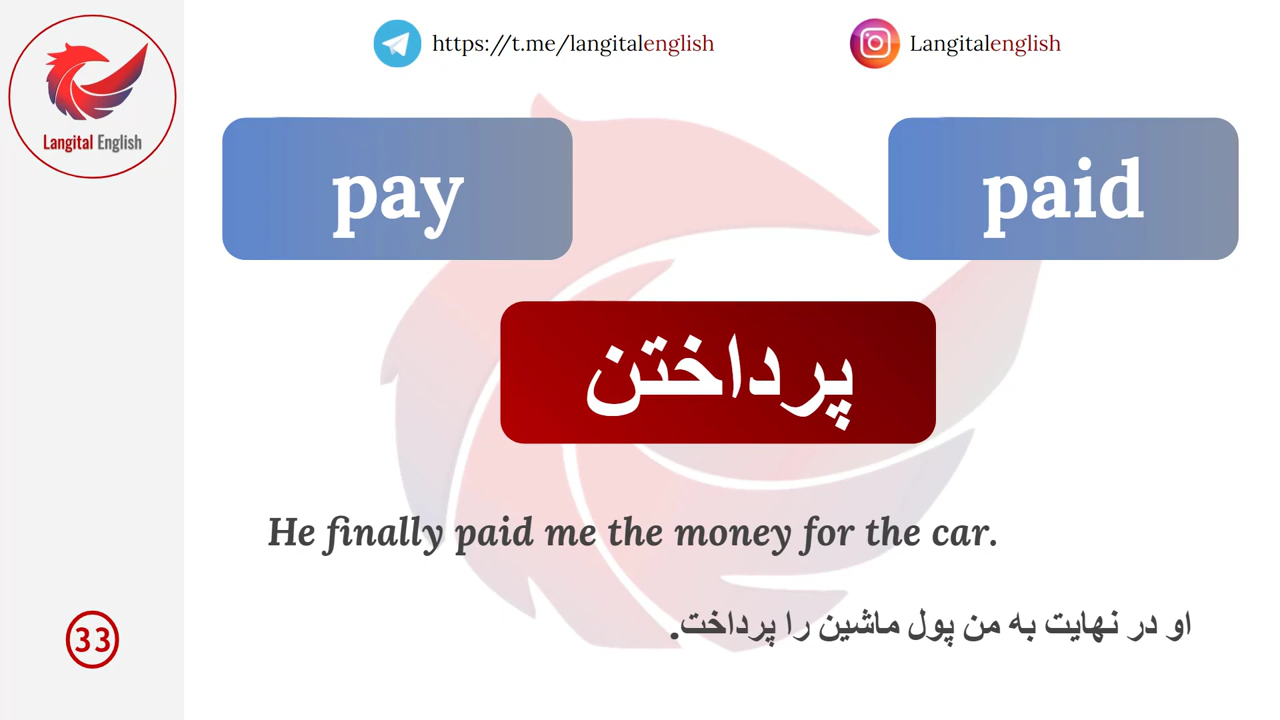 https://t.me/langitalenglish
Langitalenglish
Langital English
pay
paid
پرداختن
He finally paid me the money for the car.
او در نهایت به من پول ماشین را پرداخت.
33